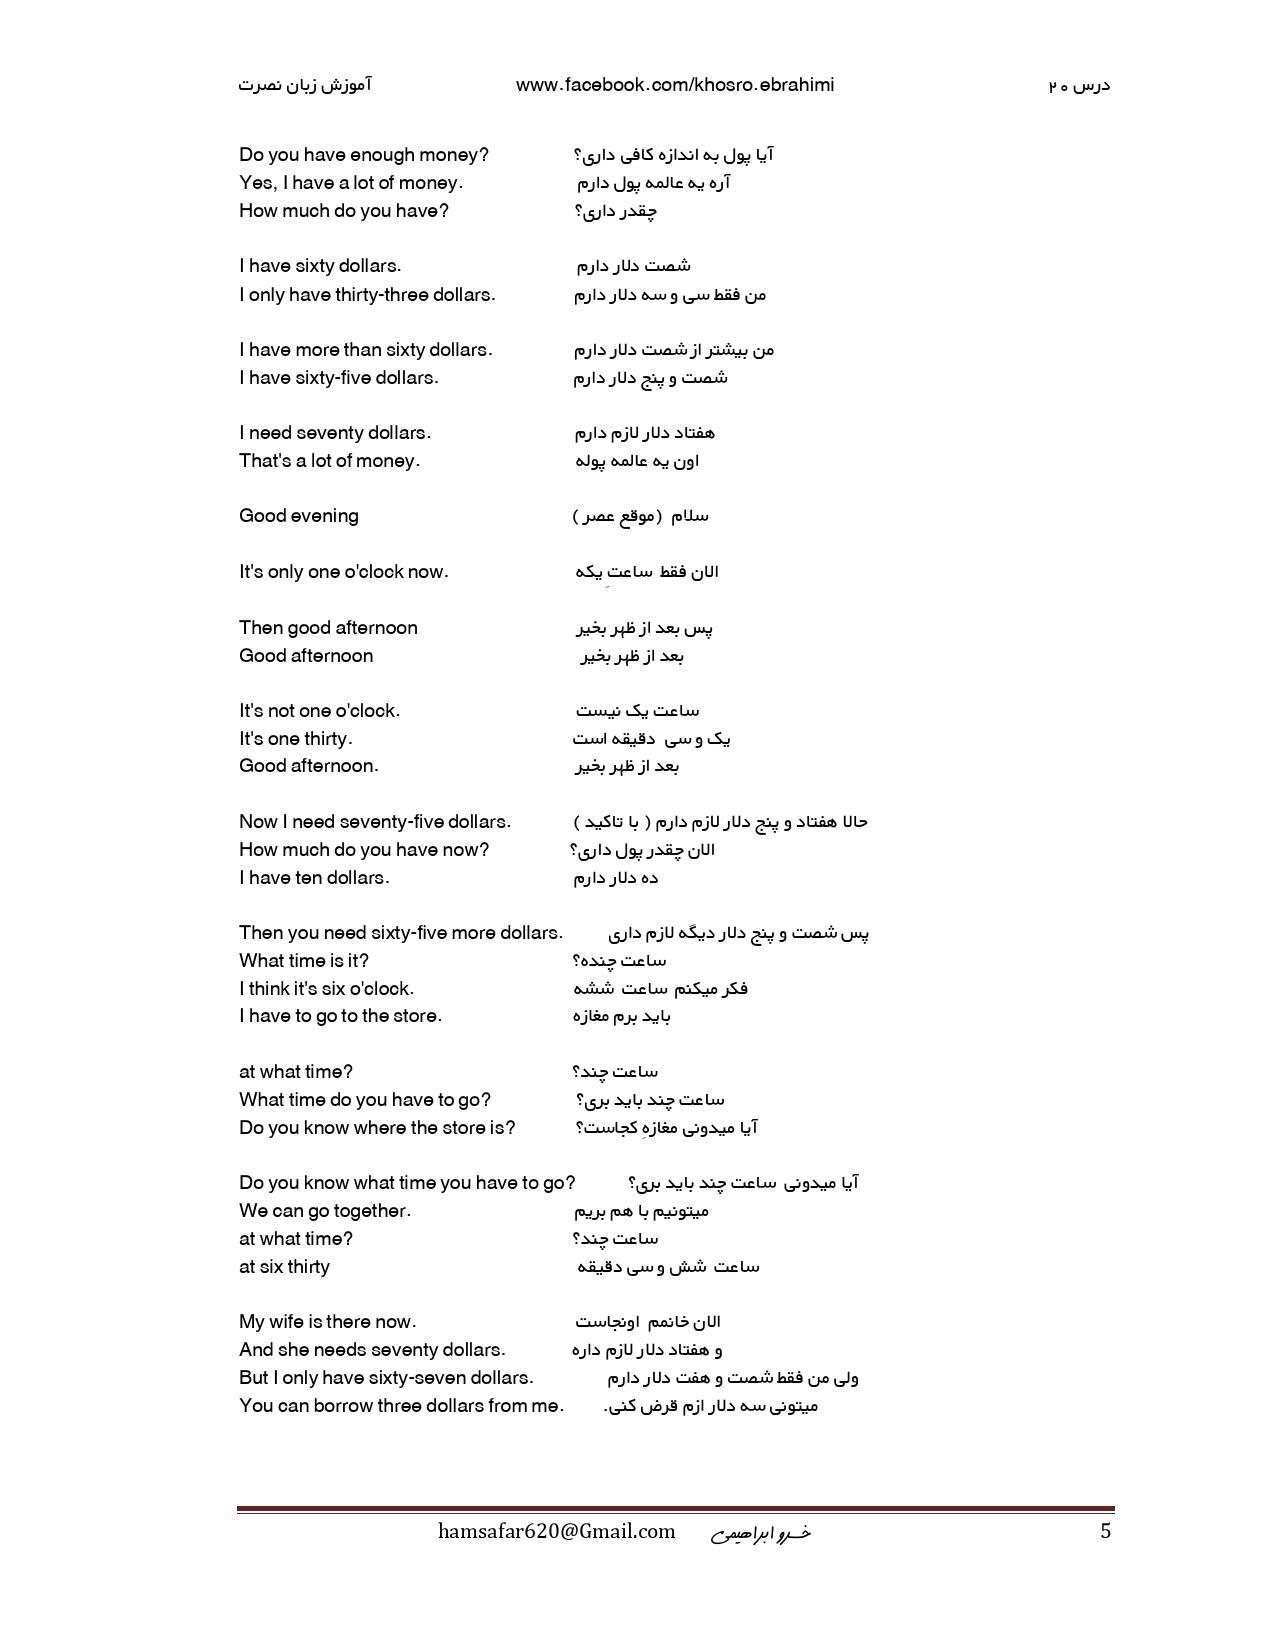 آموزش زبان نصرت www.facebook.com/khosro.ebrahimi درس ۲۰
Do you have enough money? آیا پول به اندازه کافی داری؟
Yes, I have a lot of money. آره یه عالمه پول دارم
How much do you have? چقدر داری؟
I have sixty dollars. شصت دلار دارم
I only have thirty-three dollars. من فقط سی و سه دلار دارم
I have more than sixty dollars. من بیشتر از شصت دلار دارم
I have sixty-five dollars. شصت و پنج دلار دارم
I need seventy dollars. هفتاد دلار لازم دارم
That's a lot of money. اون یه عالمه پوله
Good evening سلام (موقع عصر )
It's only one o'clock now. الان فقط ساعتِ یکه
Then good afternoon پس بعد از ظهر بخیر
Good afternoon بعد از ظهر بخیر
It's not one o'clock. ساعت یک نیست
It's one thirty. یک و سی دقیقه است
Good afternoon. بعد از ظهر بخیر
Now I need seventy-five dollars. حالا هفتاد و پنج دلار لازم دارم ( با تاکید )
How much do you have now? الان چقدر پول داری؟
I have ten dollars. ده دلار دارم
Then you need sixty-five more dollars. پس شصت و پنج دلار دیگه لازم داری
What time is it? ساعت چنده؟
I think it's six o'clock. فکر میکنم ساعت ششه
I have to go to the store. باید برم مغازه
at what time? ساعت چند؟
What time do you have to go? ساعت چند باید بری؟
Do you know where the store is? آیا میدونی مغازهِ کجاست؟
Do you know what time you have to go? آیا میدونی ساعت چند باید بری؟
We can go together. میتونیم با هم بریم
at what time? ساعت چند؟
at six thirty ساعت شش و سی دقیقه
My wife is there now. الان خانمم اونجاست
And she needs seventy dollars. و هفتاد دلار لازم داره
But I only have sixty-seven dollars. ولی من فقط شصت و هفت دلار دارم
You can borrow three dollars from me. میتونی سه دلار ازم قرض کنی.
hamsafar620@Gmail.com خسرو ابراهیمی 5